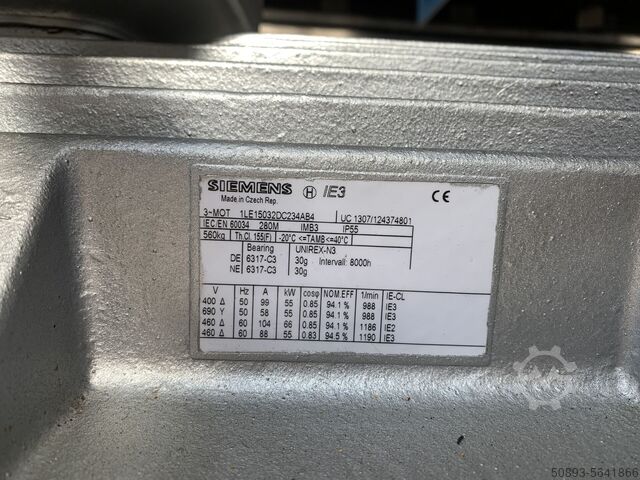 SIEMENS H IE3 CE
Made in Czech Rep.
3-MOT 1LE15032DC234AB4 UC 1307/124374801
IEC/EN 60034 280M IMB3 IP55
560kg Th.Cl. 155(F) -20°C <=TAMB<=40°C
Bearing UNIREX-N3
DE 6317-C3 30g Intervall: 8000h
NE 6317-C3 30g
V Hz A kW cosφ NOM.EFF 1/min IE-CL
400 Δ 50 99 55 0.85 94.1 % 988 IE3
690 Y 50 58 55 0.85 94.1 % 988 IE3
460 Δ 60 104 66 0.85 94.1 % 1186 IE2
460 Δ 60 88 55 0.83 94.5 % 1190 IE3
50893-5641866